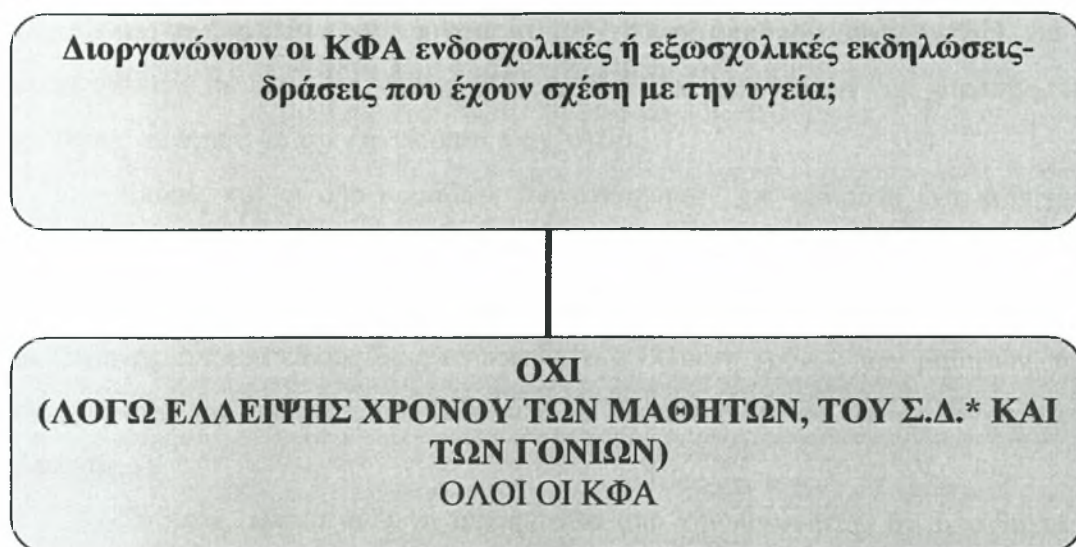 Διοργανώνουν οι ΚΦΑ ενδοσχολικές ή εξωσχολικές εκδηλώσεις-
δράσεις που έχουν σχέση με την υγεία;
ΟΧΙ
(ΛΟΓΩ ΕΛΛΕΙΨΗΣ ΧΡΟΝΟΥ ΤΩΝ ΜΑΘΗΤΩΝ, ΤΟΥ Σ.Δ.* ΚΑΙ
ΤΩΝ ΓΟΝΙΩΝ)
ΟΛΟΙ ΟΙ ΚΦΑ